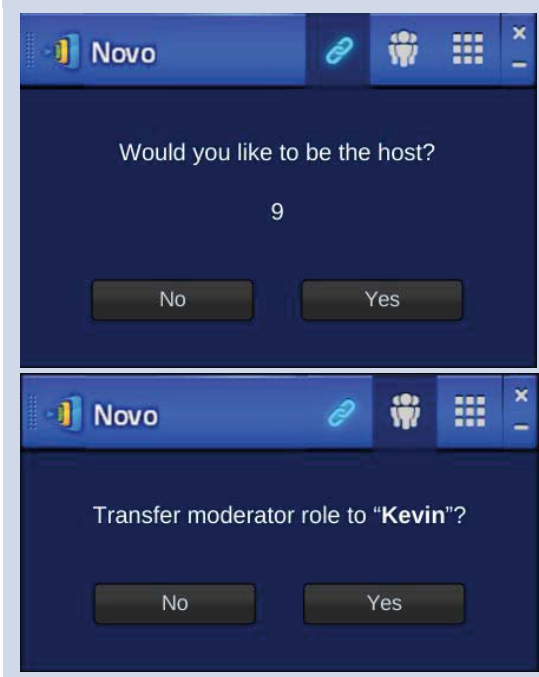 Novo
Would you like to be the host?
9
No Yes
Novo
Transfer moderator role to “Kevin”?
No Yes